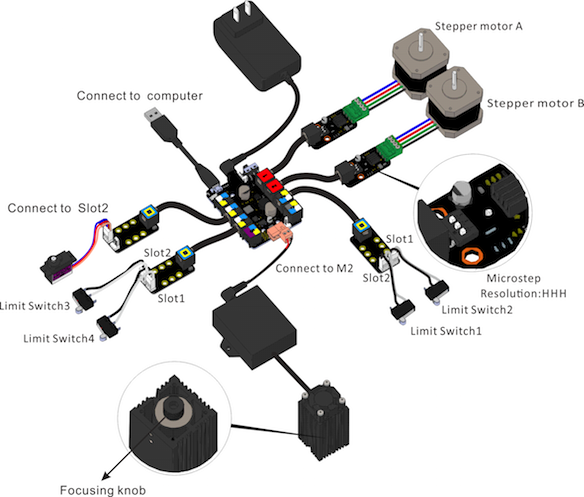 Stepper motor A
Connect to computer
Stepper motor B
Connect to Slot2
Slot2
Slot1
Slot1
Slot2
Connect to M2
Microstep
Resolution:HHH
Limit Switch3
Limit Switch2
Limit Switch4
Limit Switch1
Focusing knob